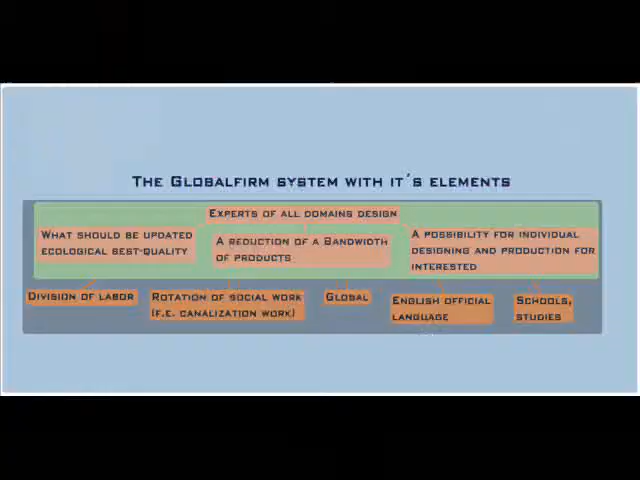 The Globalfirm system with it´s elements
Experts of all domains design
What should be updated
ecological best-quality
A reduction of a Bandwidth
of products
A possibility for individual
designing and production for
interested
Division of labor
Rotation of social work
(f.e. canalization work)
Global
English official
language
Schools,
studies